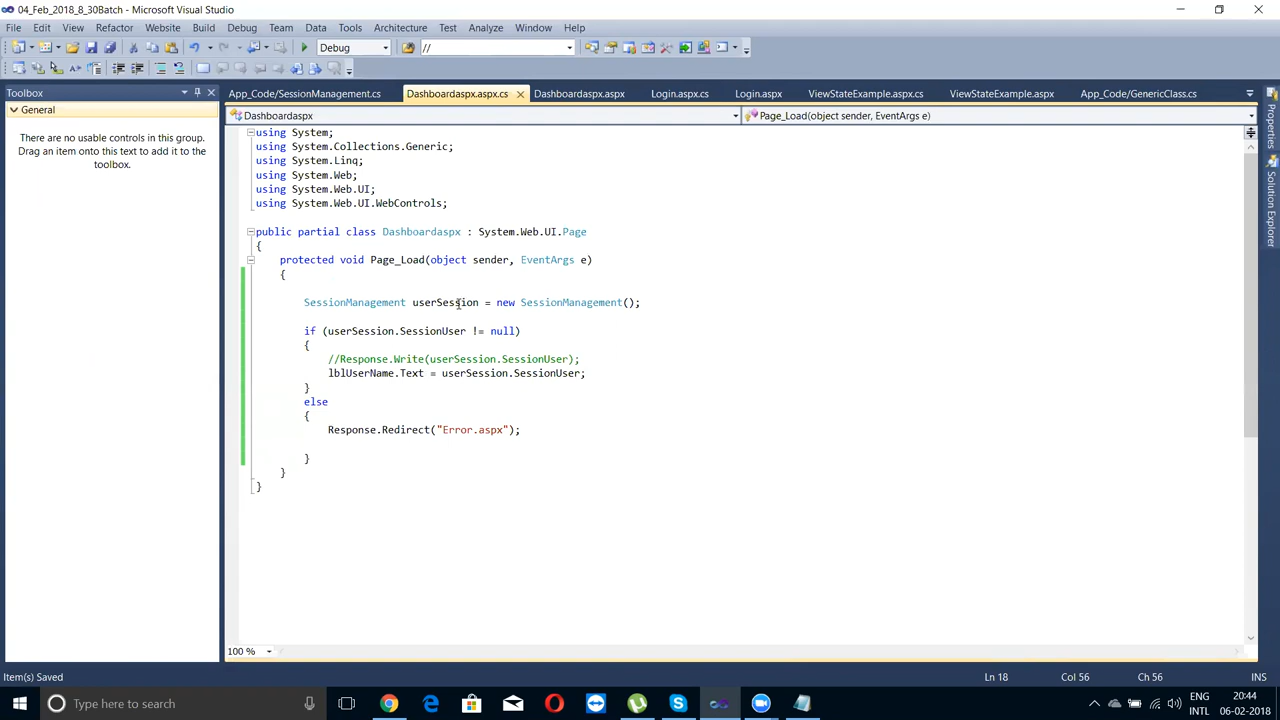 04_Feb_2018_8_30Batch - Microsoft Visual Studio
File Edit View Refactor Website Build Debug Team Data Tools Architecture Test Analyze Window Help
Debug //
Toolbox
General
There are no usable controls in this group.
Drag an item onto this text to add it to the
toolbox.
App_Code/SessionManagement.cs Dashboardaspx.aspx.cs Dashboardaspx.aspx Login.aspx.cs Login.aspx ViewStateExample.aspx.cs ViewStateExample.aspx App_Code/GenericClass.cs
Dashboardaspx Page_Load(object sender, EventArgs e)
using System;
using System.Collections.Generic;
using System.Linq;
using System.Web;
using System.Web.UI;
using System.Web.UI.WebControls;
public partial class Dashboardaspx : System.Web.UI.Page
{
protected void Page_Load(object sender, EventArgs e)
{
SessionManagement userSession = new SessionManagement();
if (userSession.SessionUser != null)
{
//Response.Write(userSession.SessionUser);
lblUserName.Text = userSession.SessionUser;
}
else
{
Response.Redirect("Error.aspx");
}
}
}
Properties
Solution Explorer
100 %
Item(s) Saved Ln 18 Col 56 Ch 56 INS
Type here to search
ENG 20:44
INTL 06-02-2018